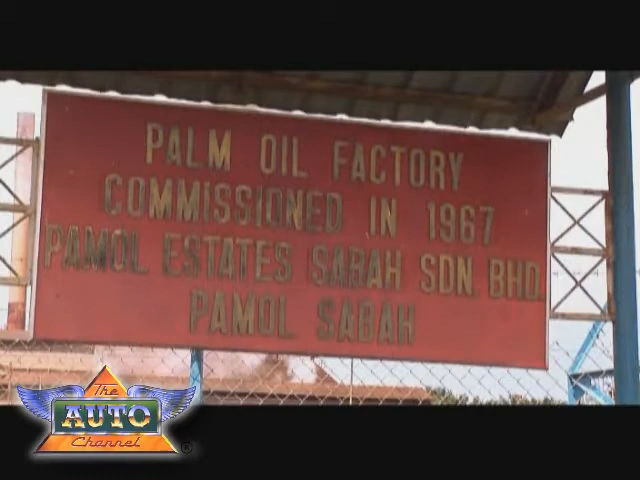 PALM OIL FACTORY
COMMISSIONED IN 1967
PAMOL ESTATES SABAH SDN. BHD.
PAMOL SABAH
The
AUTO
Channel
®